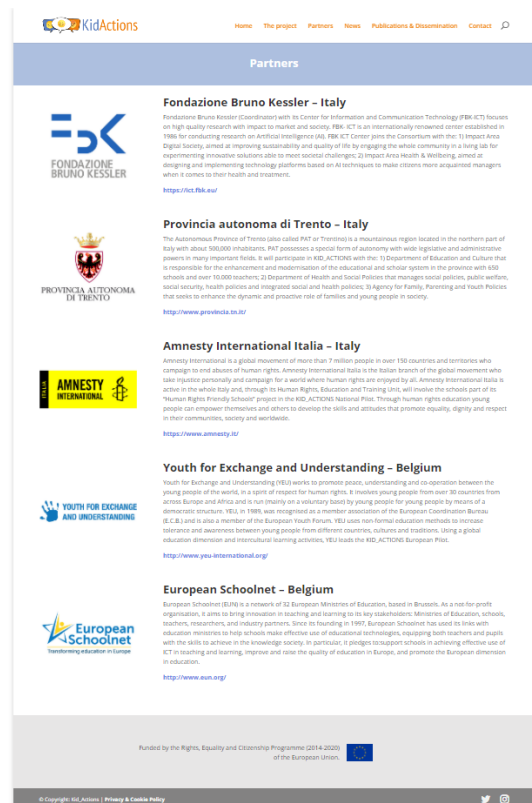 KidActions
Home The project Partners News Publications & Dissemination Contact
Partners
FONDAZIONE
BRUNO KESSLER
Fondazione Bruno Kessler – Italy
Fondazione Bruno Kessler (Coordinator) with its Center for Information and Communication Technology (FBK-ICT) focuses
on high quality research with impact to market and society. FBK- ICT is an internationally renowned center established in
1986 for conducting research on Artificial Intelligence (AI). FBK ICT Center joins the Consortium with the: 1) Impact Area
Digital Society, aimed at improving sustainability and quality of life by engaging the whole community in a living lab for
experimenting innovative solutions able to meet societal challenges; 2) Impact Area Health & Wellbeing, aimed at
designing and implementing technology platforms based on AI techniques to make citizens more acquainted managers
when it comes to their health and treatment.
https://ict.fbk.eu/
PROVINCIA AUTONOMA
DI TRENTO
Provincia autonoma di Trento – Italy
The Autonomous Province of Trento (also called PAT or Trentino) is a mountainous region located in the northern part of
Italy with about 500,000 inhabitants. PAT possesses a special form of autonomy with wide legislative and administrative
powers in many important fields. It will participate in KID_ACTIONS with the: 1) Department of Education and Culture that
is responsible for the enhancement and modernisation of the educational and scholar system in the province with 650
schools and over 10,000 teachers; 2) Department of Health and Social Policies that manages social policies, public welfare,
social security, health policies and integrated social and health policies; 3) Agency for Family, Parenting and Youth Policies
that seeks to enhance the dynamic and proactive role of families and young people in society.
http://www.provincia.tn.it/
ITALIA
AMNESTY
INTERNATIONAL
Amnesty International Italia – Italy
Amnesty International is a global movement of more than 7 million people in over 150 countries and territories who
campaign to end abuses of human rights. Amnesty International Italia is the Italian branch of the global movement who
take injustice personally and campaign for a world where human rights are enjoyed by all. Amnesty International Italia is
active in the whole Italy and, through its Human Rights, Education and Training Unit, will involve the schools part of its
"Human Rights Friendly Schools" project in the KID_ACTIONS National Pilot. Through human rights education young
people can empower themselves and others to develop the skills and attitudes that promote equality, dignity and respect
in their communities, society and worldwide.
https://www.amnesty.it/
YOUTH FOR EXCHANGE
AND UNDERSTANDING
Youth for Exchange and Understanding – Belgium
Youth for Exchange and Understanding (YEU) works to promote peace, understanding and co-operation between the
young people of the world, in a spirit of respect for human rights. It involves young people from over 30 countries from
across Europe and Africa and is run (mainly on a voluntary base) by young people for young people by means of a
democratic structure. YEU, in 1989, was recognised as a member association of the European Coordination Bureau
(E.C.B.) and is also a member of the European Youth Forum. YEU uses non-formal education methods to increase
tolerance and awareness between young people from different countries, cultures and traditions. Using a global
education dimension and intercultural learning activities, YEU leads the KID_ACTIONS European Pilot.
http://www.yeu-international.org/
European
Schoolnet
Transforming education in Europe
European Schoolnet – Belgium
European Schoolnet (EUN) is a network of 32 European Ministries of Education, based in Brussels. As a not-for-profit
organisation, it aims to bring innovation in teaching and learning to its key stakeholders: Ministries of Education, schools,
teachers, researchers, and industry partners. Since its founding in 1997, European Schoolnet has used its links with
education ministries to help schools make effective use of educational technologies, equipping both teachers and pupils
with the skills to achieve in the knowledge society. In particular, it pledges to:support schools in achieving effective use of
ICT in teaching and learning, improve and raise the quality of education in Europe, and promote the European dimension
in education.
http://www.eun.org/
Funded by the Rights, Equality and Citizenship Programme (2014-2020)
of the European Union.
© Copyright: Kid_Actions | Privacy & Cookie Policy